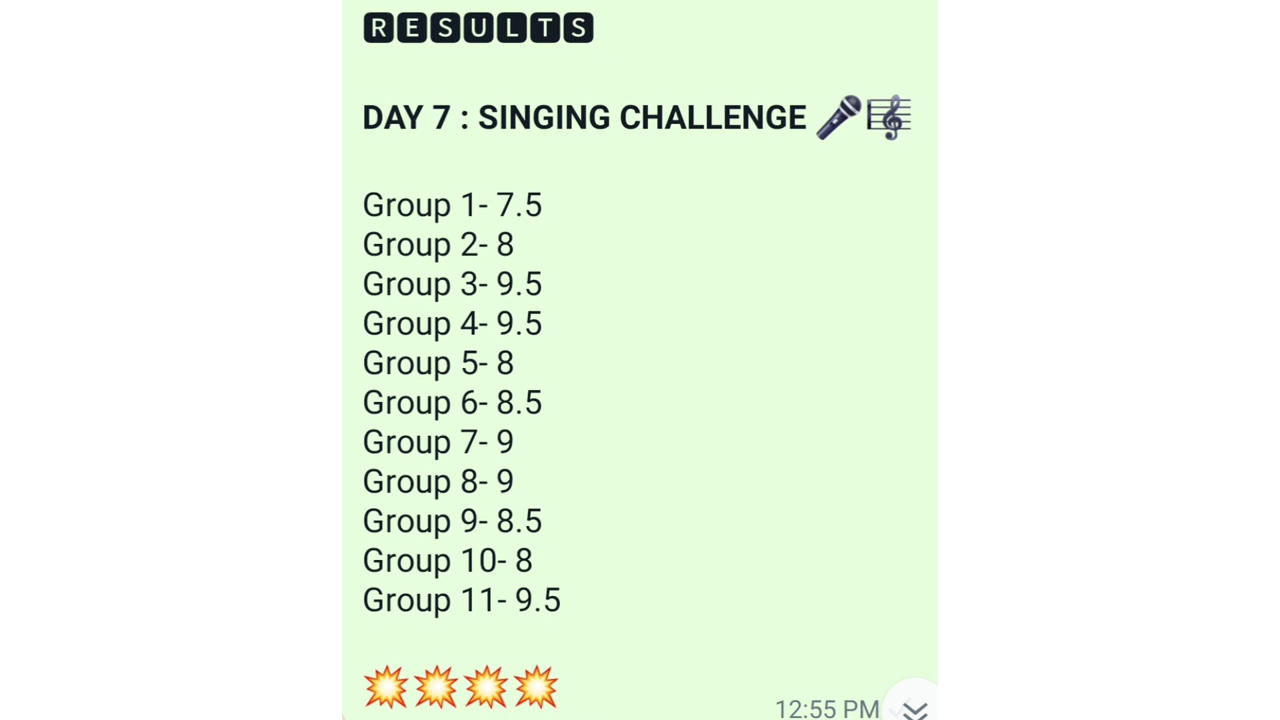 RESULTS
DAY 7 : SINGING CHALLENGE 🎤🎼
Group 1- 7.5
Group 2- 8
Group 3- 9.5
Group 4- 9.5
Group 5- 8
Group 6- 8.5
Group 7- 9
Group 8- 9
Group 9- 8.5
Group 10- 8
Group 11- 9.5
💥💥💥💥
12:55 PM